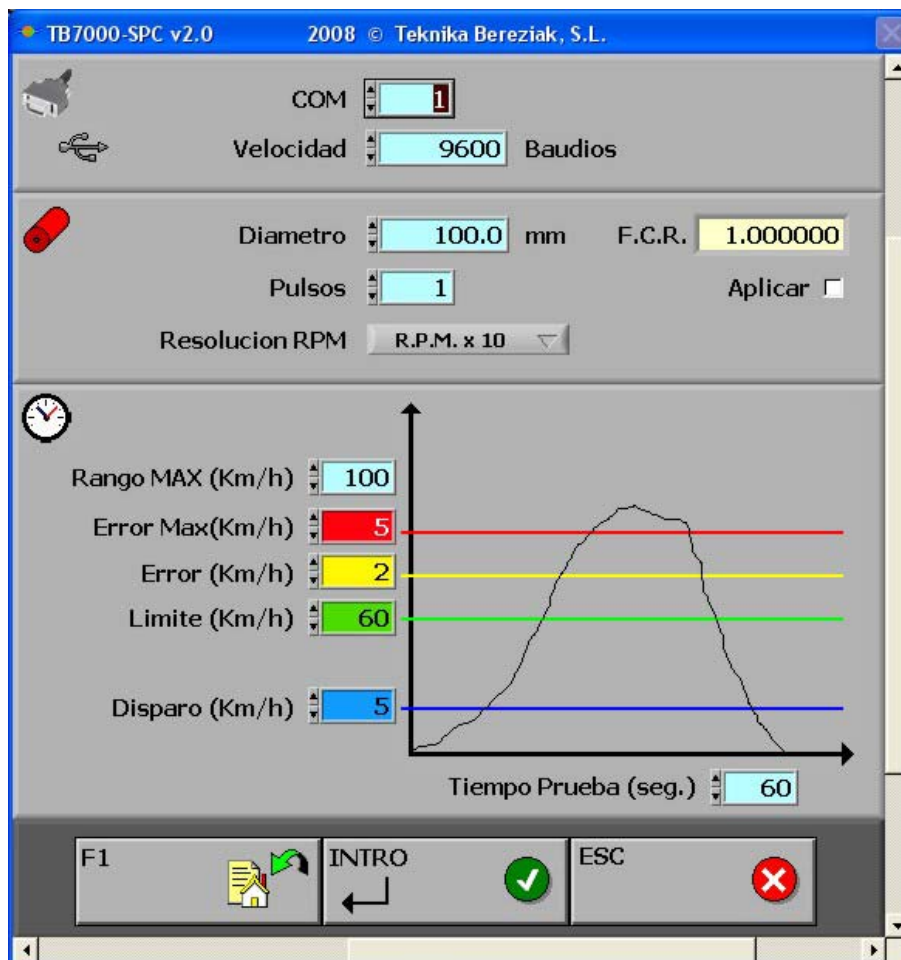 TB7000-SPC v2.0 2008 © Teknika Bereziak, S.L.
COM 1
Velocidad 9600 Baudios
Diametro 100.0 mm F.C.R. 1.000000
Pulsos 1 Aplicar
Resolucion RPM R.P.M. x 10
Rango MAX (Km/h) 100
Error Max(Km/h) 5
Error (Km/h) 2
Limite (Km/h) 60
Disparo (Km/h) 5
Tiempo Prueba (seg.) 60
F1 INTRO ESC